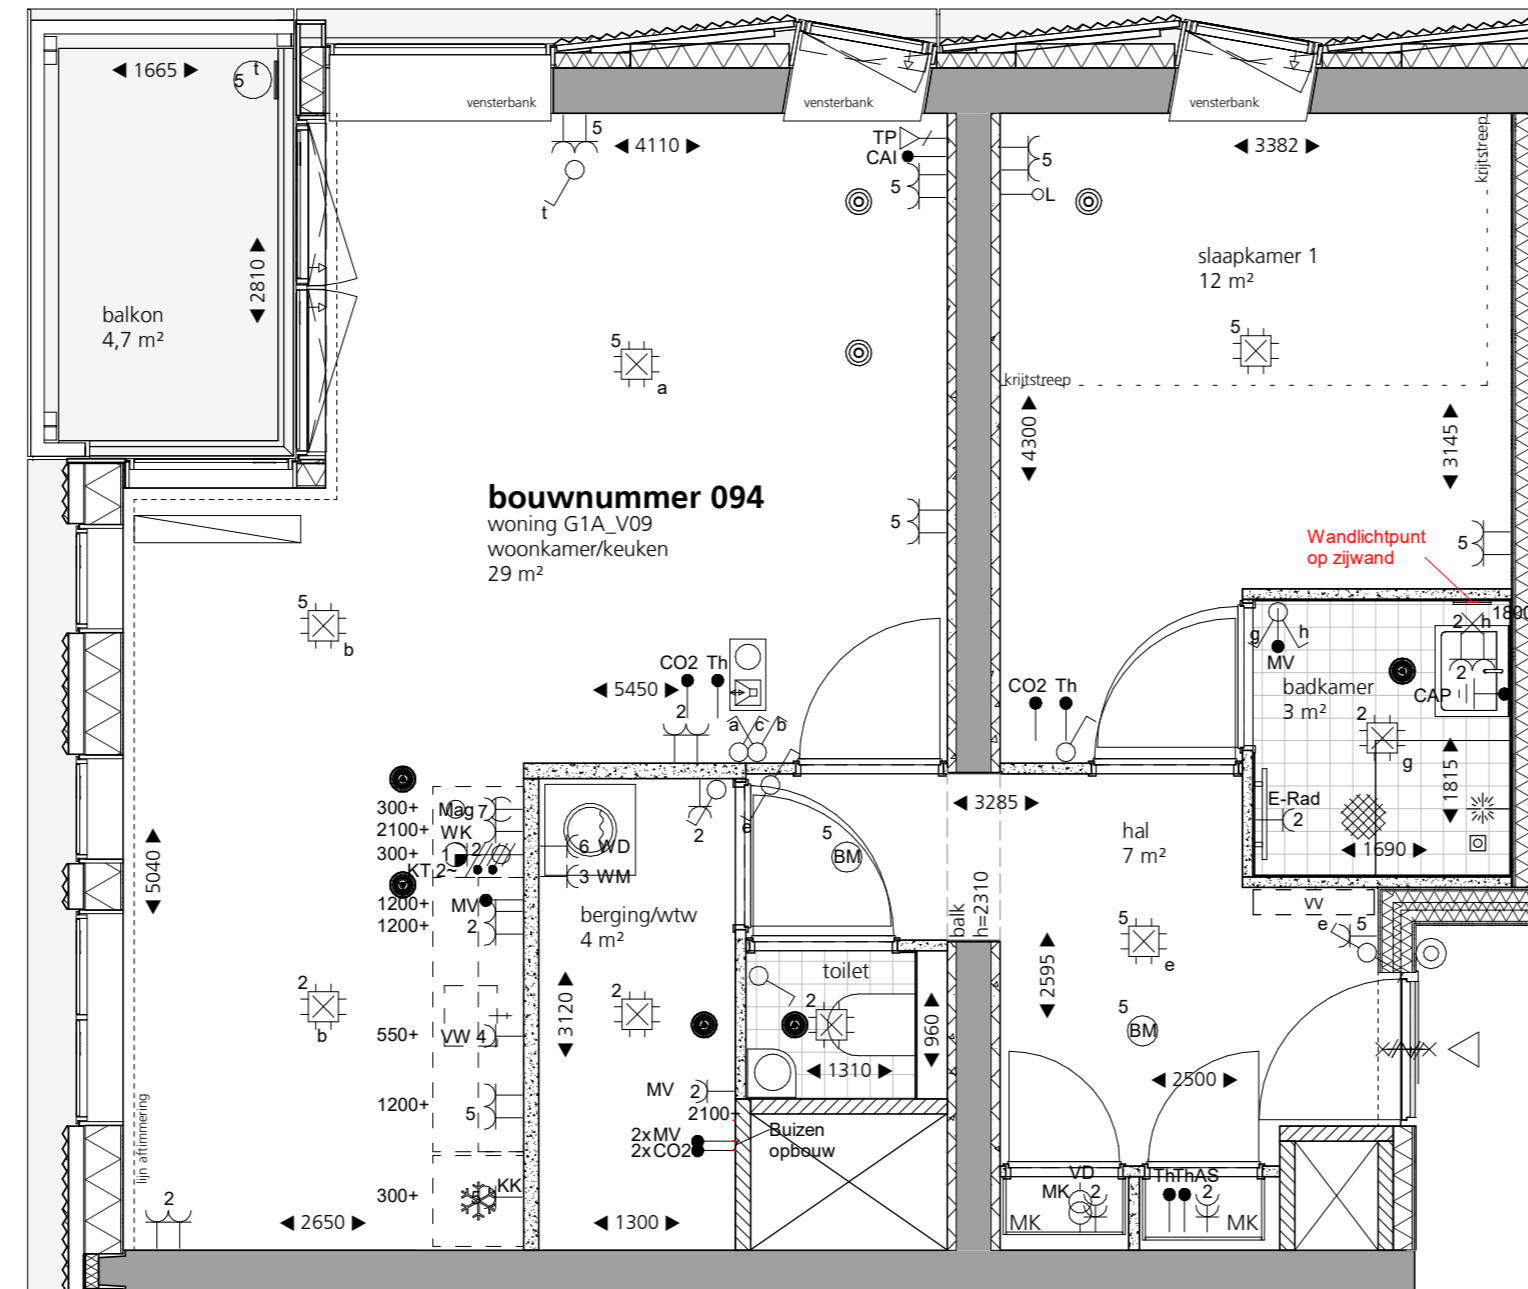 ◄ 1665 ►
5
t
vensterbank
vensterbank
vensterbank
5
◄ 4110 ►
t
TP
CAI
5
5
L
◄ 3382 ►
krijtstreep
balkon
4,7 m²
◄ 2810 ►
slaapkamer 1
12 m²
5
a
5
krijtstreep
◄ 4300 ►
◄ 3145 ►
bouwnummer 094
woning G1A_V09
woonkamer/keuken
29 m²
5
5
Wandlichtpunt
op zijwand
5
b
CO2 Th
◄ 5450 ►
2
a c b
CO2 Th
g
h
MV
2
h
1800
badkamer
3 m²
2
CAP
2
g
◄ 1815 ►
E-Rad
2
◄ 1690 ►
300+
Mag 7
2100+
WK
300+
1
2
KT 2~
1200+
MV
1200+
2
◄ 5040 ►
6 WD
3 WM
2
e
5
BM
◄ 3285 ►
hal
7 m²
balk
h=2310
berging/wtw
4 m²
VV
5
e
5
e
toilet
2
◄ 960 ►
◄ 1310 ►
◄ 2595 ►
5
BM
2
b
2
◄ 3120 ►
550+
VW 4
1200+
5
MV
2
2100+
2xMV
2xCO2
Buizen
opbouw
◄ 2500 ►
lijn aftimmering
2
◄ 2650 ►
300+
KK
◄ 1300 ►
VD
MK
2
MK
ThThAS
2
MK